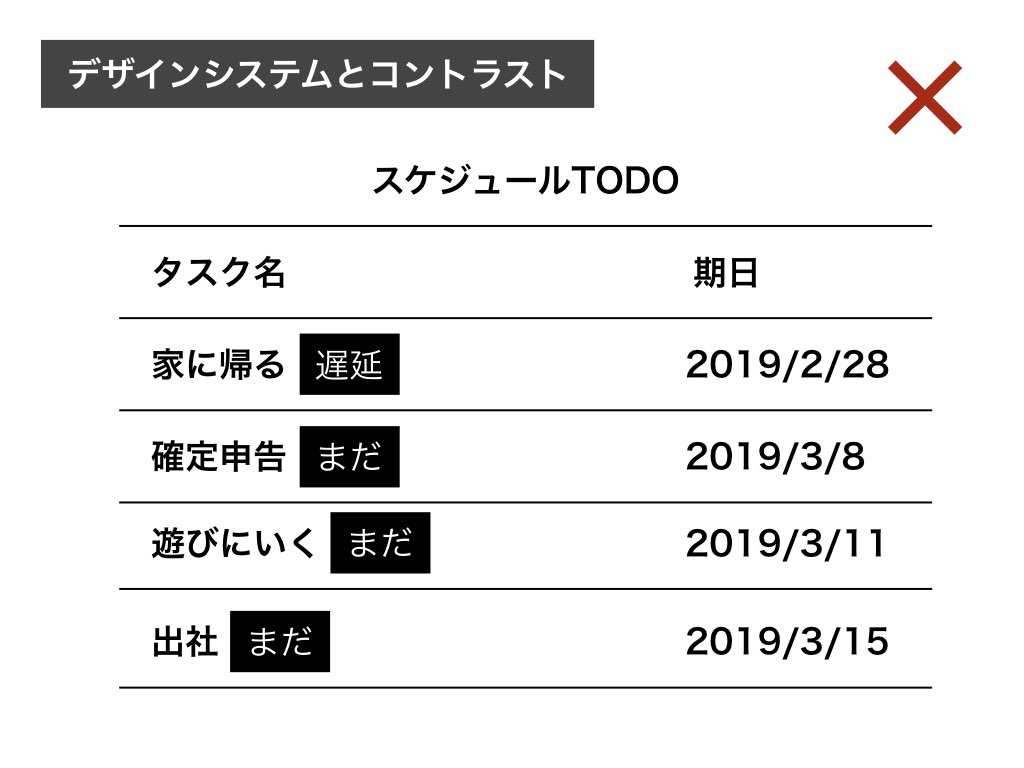 デザインシステムとコントラスト
スケジュールTODO
タスク名 期日
家に帰る 遅延 2019/2/28
確定申告 まだ 2019/3/8
遊びにいく まだ 2019/3/11
出社 まだ 2019/3/15